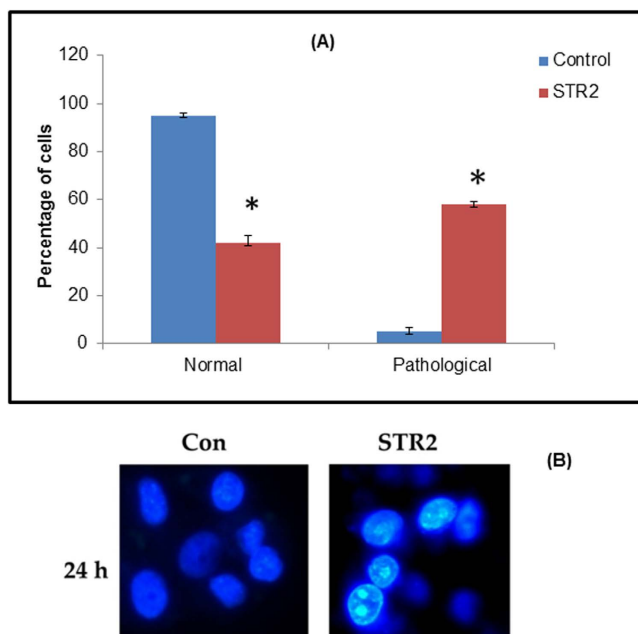 (A)
Control
STR2
120
100
80
60
40
20
0
Percentage of cells
*
*
Normal
Pathological
Con
STR2
(B)
24 h